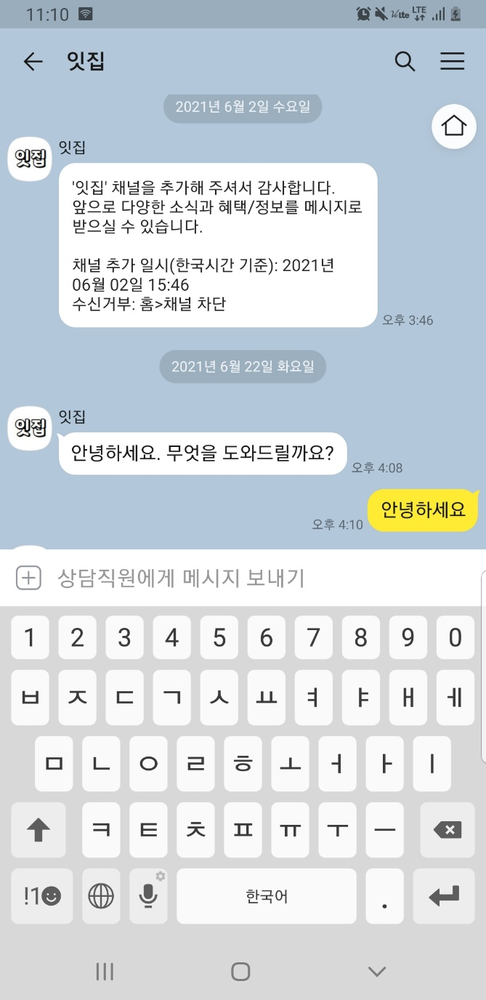 11:10
LTE
잇집
2021년 6월 2일 수요일
잇집
잇집
'잇집' 채널을 추가해 주셔서 감사합니다.
앞으로 다양한 소식과 혜택/정보를 메시지로
받으실 수 있습니다.
채널 추가 일시(한국시간 기준): 2021년
06월 02일 15:46
수신거부: 홈>채널 차단
오후 3:46
2021년 6월 22일 화요일
잇집
잇집
안녕하세요. 무엇을 도와드릴까요?
오후 4:08
안녕하세요
오후 4:10
상담직원에게 메시지 보내기
1 2 3 4 5 6 7 8 9 0
ㅂ ㅈ ㄷ ㄱ ㅅ ㅛ ㅕ ㅑ ㅐ ㅔ
ㅁ ㄴ ㅇ ㄹ ㅎ ㅗ ㅓ ㅏ ㅣ
ㅋ ㅌ ㅊ ㅍ ㅠ ㅜ ㅡ
!1 한국어 .